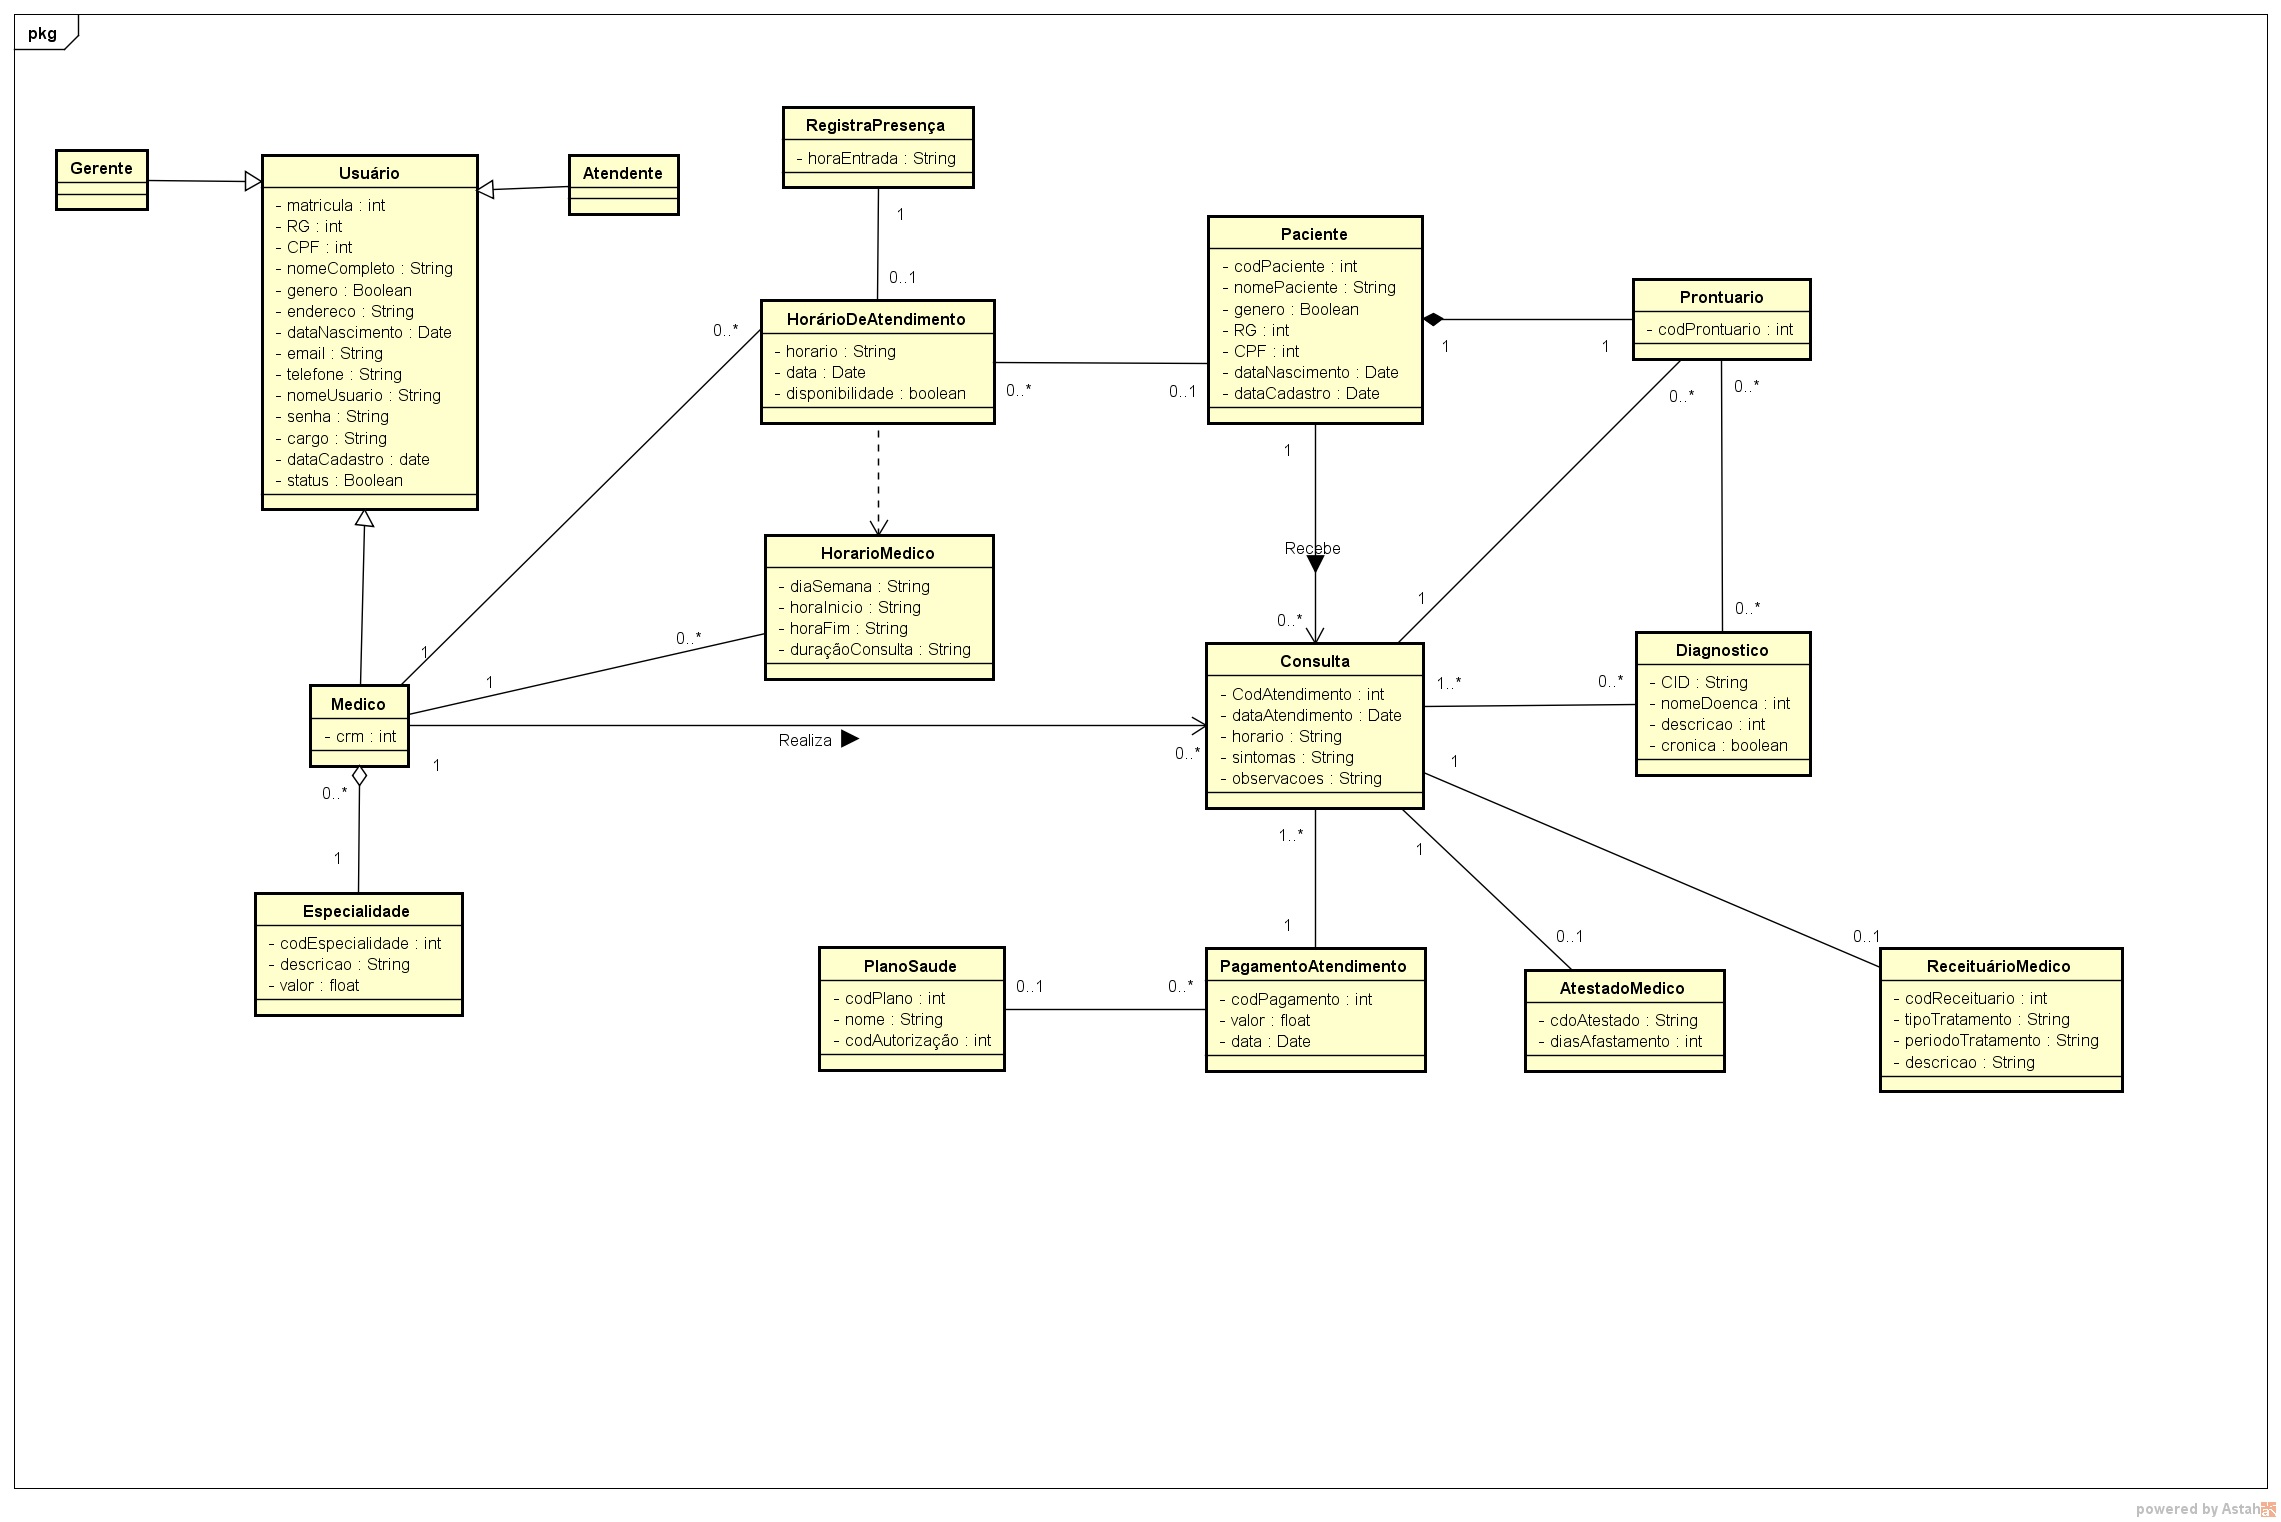 pkg
Gerente
Usuário
- matricula : int
- RG : int
- CPF : int
- nomeCompleto : String
- genero : Boolean
- endereco : String
- dataNascimento : Date
- email : String
- telefone : String
- nomeUsuario : String
- senha : String
- cargo : String
- dataCadastro : date
- status : Boolean
Atendente
RegistraPresença
- horaEntrada : String
1
0..1
HorárioDeAtendimento
- horario : String
- data : Date
- disponibilidade : boolean
0..*
1
0..*
0..1
Paciente
- codPaciente : int
- nomePaciente : String
- genero : Boolean
- RG : int
- CPF : int
- dataNascimento : Date
- dataCadastro : Date
1
1
Prontuario
- codProntuario : int
0..*
1
0..*
0..*
1
Recebe
0..*
HorarioMedico
- diaSemana : String
- horaInicio : String
- horaFim : String
- duraçãoConsulta : String
0..*
1
Medico
- crm : int
1
Realiza
0..*
Consulta
- CodAtendimento : int
- dataAtendimento : Date
- horario : String
- sintomas : String
- observacoes : String
1..*
0..*
Diagnostico
- CID : String
- nomeDoenca : int
- descricao : int
- cronica : boolean
0..*
1
Especialidade
- codEspecialidade : int
- descricao : String
- valor : float
1..*
1
1
0..1
1
0..1
PlanoSaude
- codPlano : int
- nome : String
- codAutorização : int
0..1
0..*
PagamentoAtendimento
- codPagamento : int
- valor : float
- data : Date
AtestadoMedico
- cdoAtestado : String
- diasAfastamento : int
ReceituárioMedico
- codReceituario : int
- tipoTratamento : String
- periodoTratamento : String
- descricao : String
powered by Astah